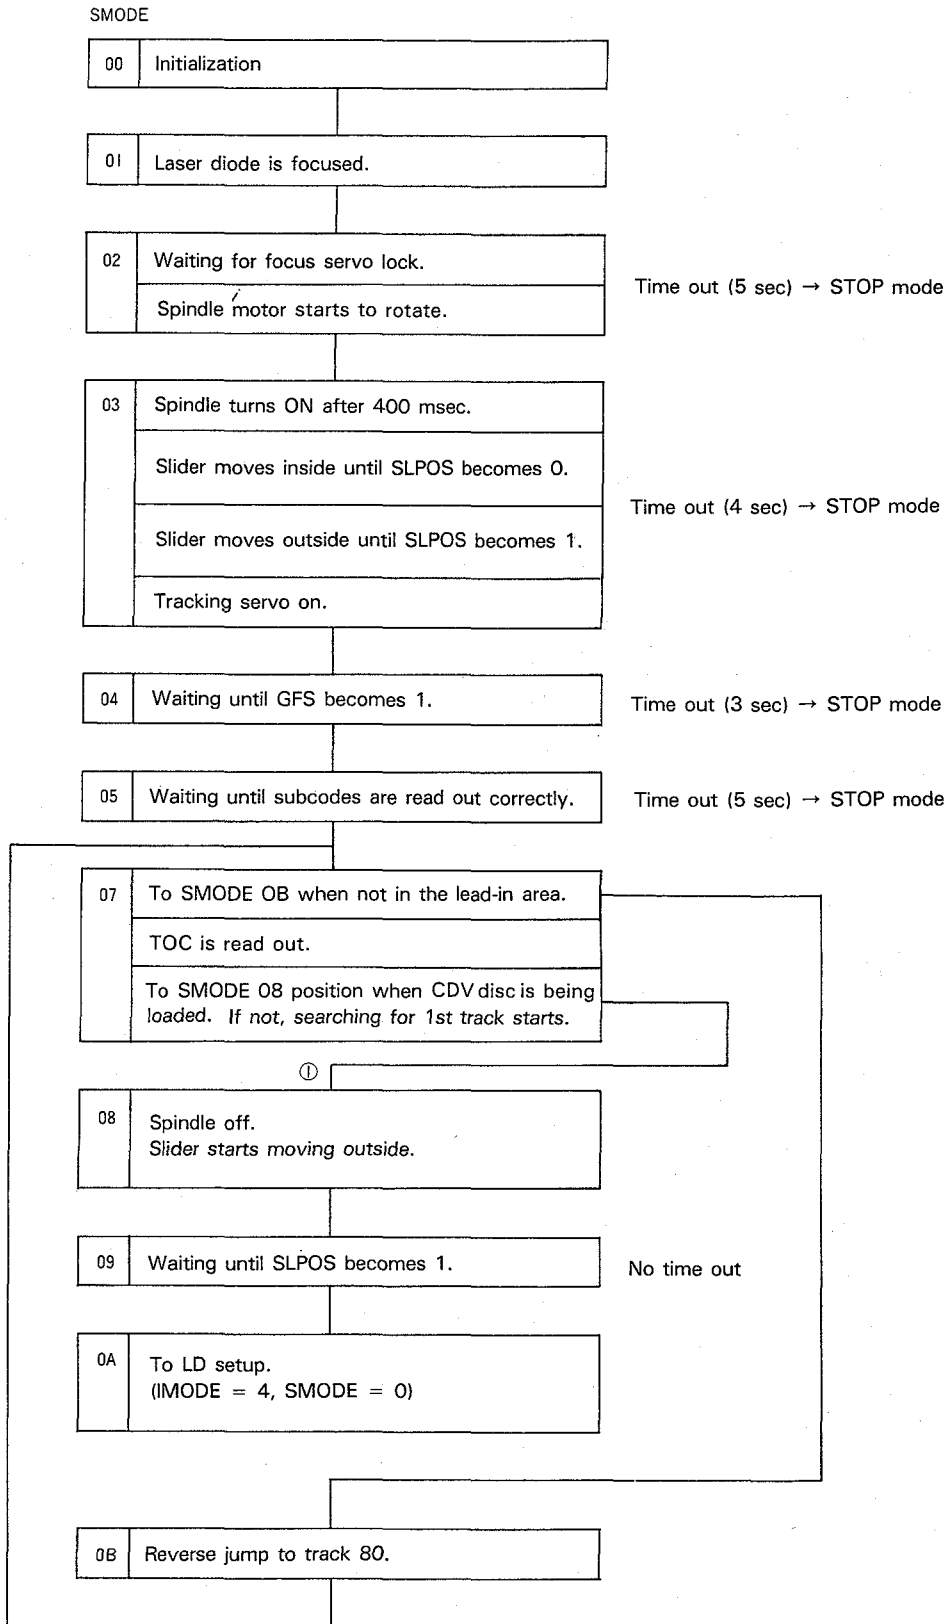 SMODE
00 Initialization
01 Laser diode is focused.
02 Waiting for focus servo lock.
Spindle motor starts to rotate.
Time out (5 sec) → STOP mode
03 Spindle turns ON after 400 msec.
Slider moves inside until SLPOS becomes 0.
Slider moves outside until SLPOS becomes 1.
Tracking servo on.
Time out (4 sec) → STOP mode
04 Waiting until GFS becomes 1.
Time out (3 sec) → STOP mode
05 Waiting until subcodes are read out correctly.
Time out (5 sec) → STOP mode
07 To SMODE 0B when not in the lead-in area.
TOC is read out.
To SMODE 08 position when CDV disc is being
loaded. If not, searching for 1st track starts.
①
08 Spindle off.
Slider starts moving outside.
09 Waiting until SLPOS becomes 1.
No time out
0A To LD setup.
(IMODE = 4, SMODE = 0)
0B Reverse jump to track 80.